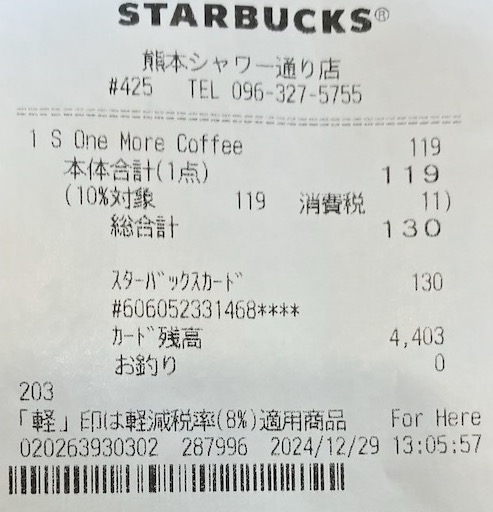 STARBUCKS®
熊本シャワー通り店
#425 TEL 096-327-5755
1 S One More Coffee 119
本体合計(1点) 119
(10%対象 119 消費税 11)
総合計 130
ｽﾀｰﾊﾞｯｸｽｶｰﾄﾞ 130
#606052331468****
ｶｰﾄﾞ残高 4,403
お釣り 0
203
「軽」印は軽減税率(8%)適用商品 For Here
020263930302 287996 2024/12/29 13:05:57